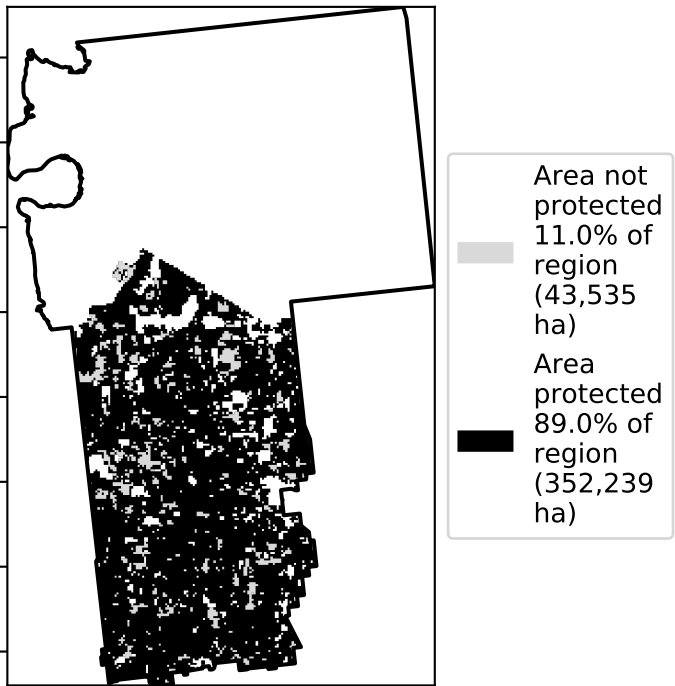 Area not
protected
11.0% of
region
(43,535
ha)
Area
protected
89.0% of
region
(352,239
ha)